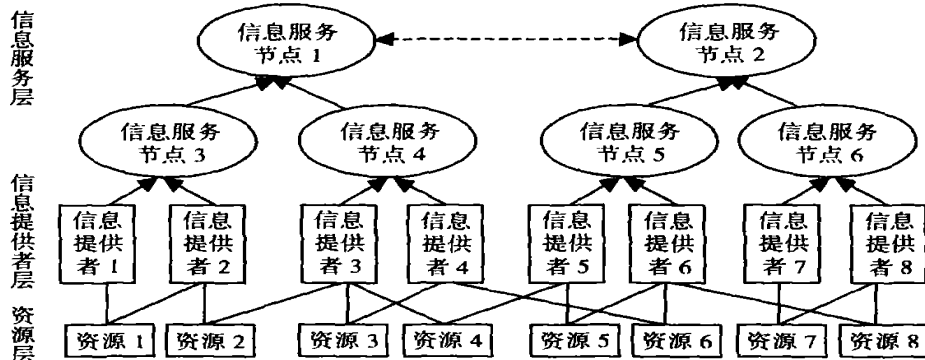 信息服务层
信息服务
节点 1
信息服务
节点 2
信息服务
节点 3
信息服务
节点 4
信息服务
节点 5
信息服务
节点 6
信息提供者层
信息
提供
者 1
信息
提供
者 2
信息
提供
者 3
信息
提供
者 4
信息
提供
者 5
信息
提供
者 6
信息
提供
者 7
信息
提供
者 8
资源层
资源 1
资源 2
资源 3
资源 4
资源 5
资源 6
资源 7
资源 8